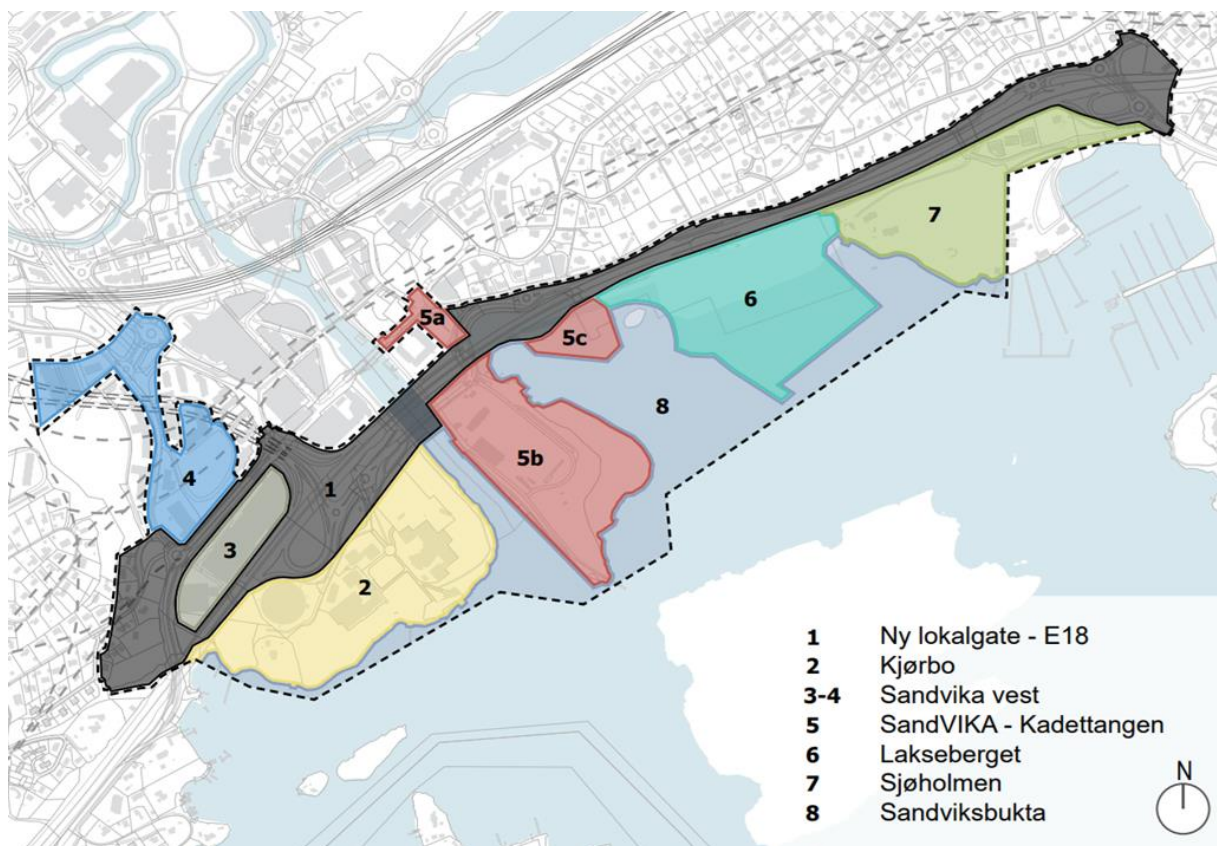 7
5a
6
5c
8
5b
4
1
3
2
1 Ny lokalgate - E18
2 Kjørbo
3-4 Sandvika vest
5 SandVIKA - Kadettangen
6 Lakseberget
7 Sjøholmen
8 Sandviksbukta
N